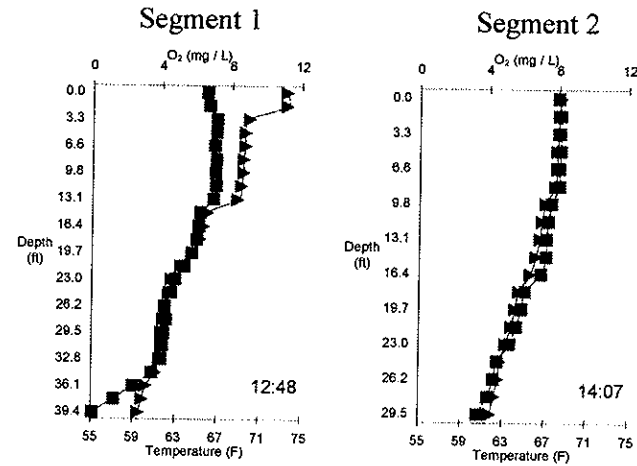 Segment 1
O₂ (mg / L)
0 4 8 12
0.0
3.3
6.6
9.8
13.1
16.4
19.7
23.0
26.2
29.5
32.8
36.1
39.4
Depth
(ft)
12:48
55 59 63 67 71 75
Temperature (F)
Segment 2
O₂ (mg / L)
0 4 8 12
0.0
3.3
6.6
9.8
13.1
16.4
19.7
23.0
26.2
29.5
Depth
(ft)
14:07
55 59 63 67 71 75
Temperature (F)